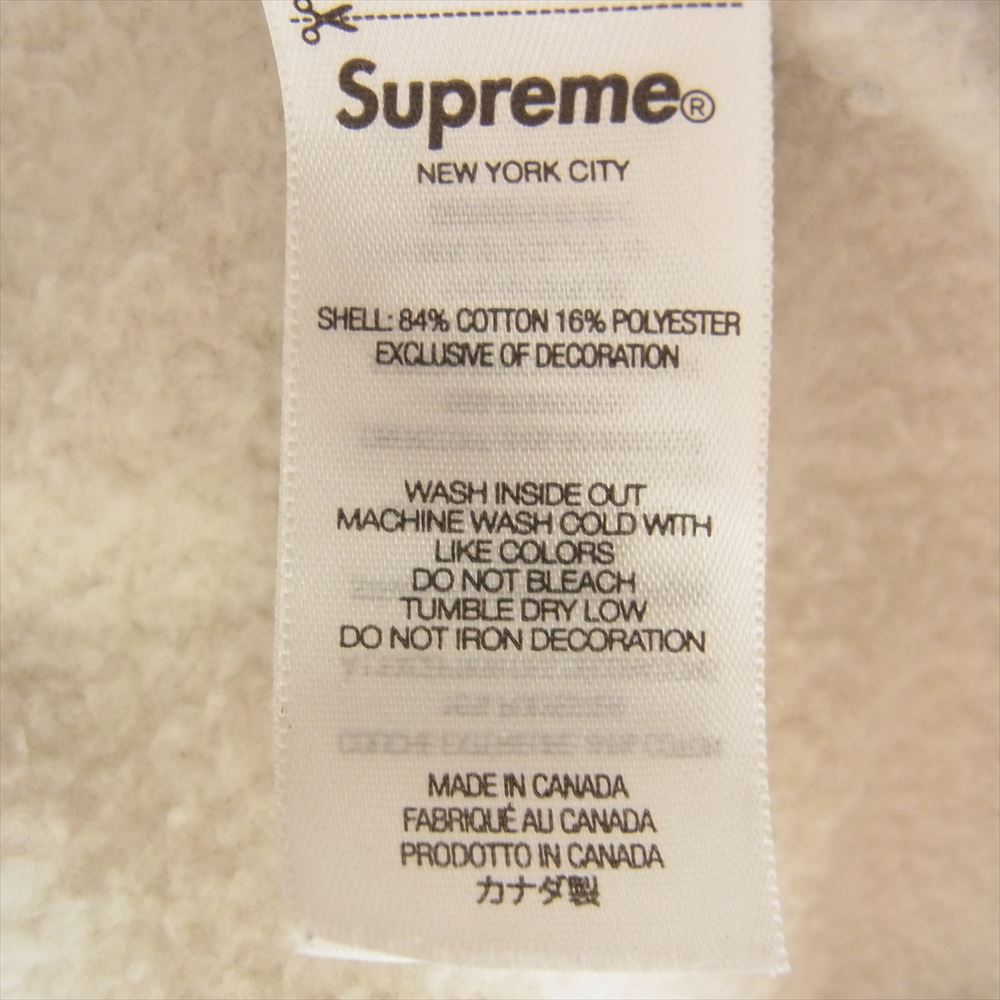 Supreme®
NEW YORK CITY
SHELL: 84% COTTON 16% POLYESTER
EXCLUSIVE OF DECORATION
WASH INSIDE OUT
MACHINE WASH COLD WITH
LIKE COLORS
DO NOT BLEACH
TUMBLE DRY LOW
DO NOT IRON DECORATION
MADE IN CANADA
FABRIQUÉ AU CANADA
PRODOTTO IN CANADA
カナダ製